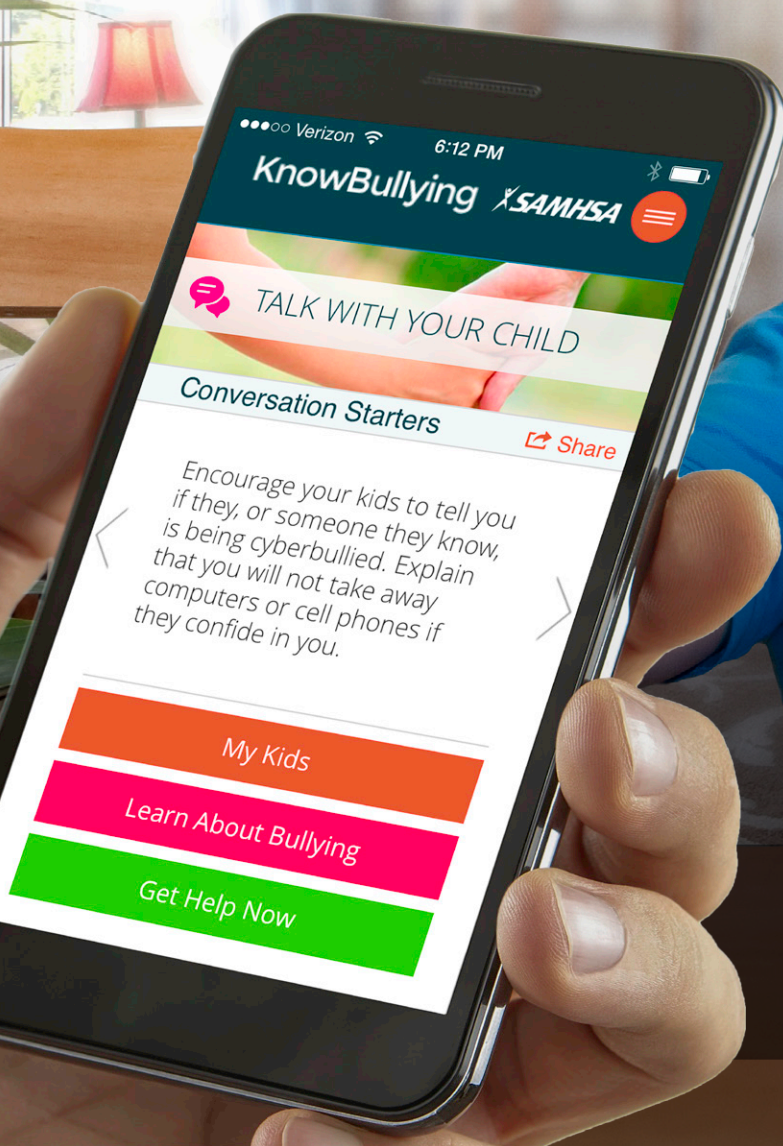 Verizon 6:12 PM
KnowBullying SAMHSA
TALK WITH YOUR CHILD
Conversation Starters
Share
Encourage your kids to tell you
if they, or someone they know,
is being cyberbullied. Explain
that you will not take away
computers or cell phones if
they confide in you.
My Kids
Learn About Bullying
Get Help Now